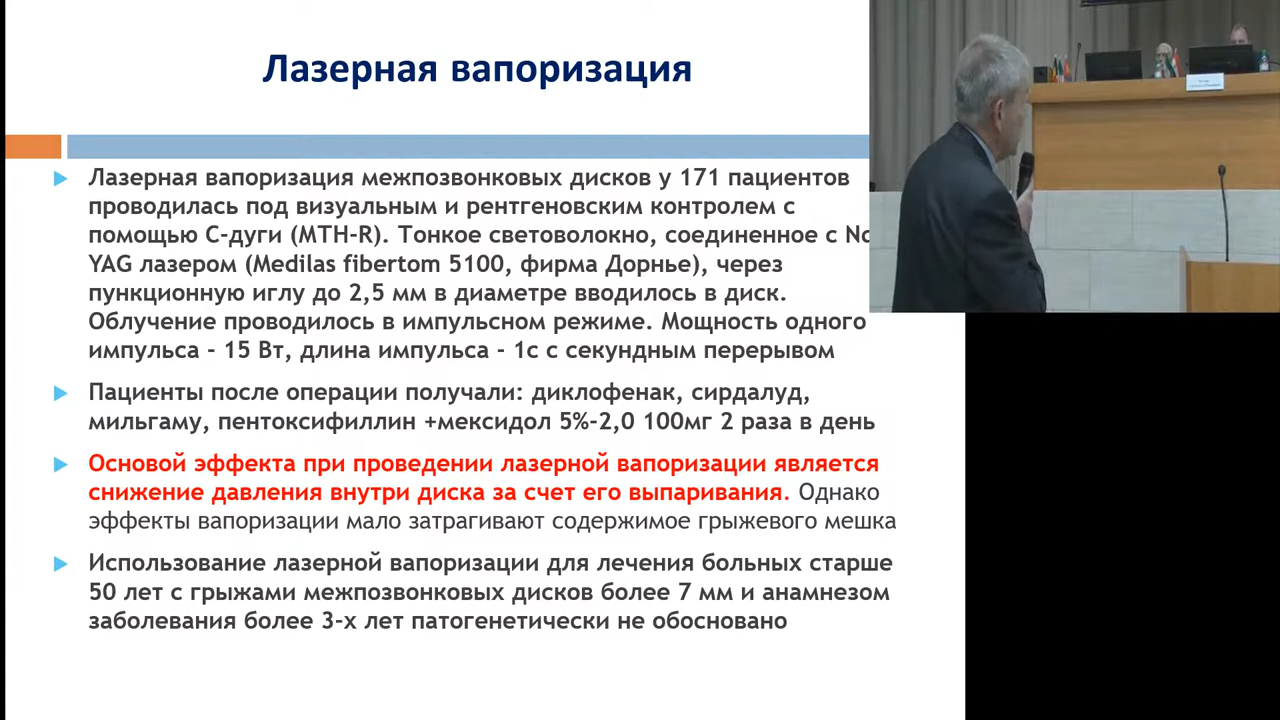 Лазерная вапоризация
Лазерная вапоризация межпозвонковых дисков у 171 пациентов
проводилась под визуальным и рентгеновским контролем с
помощью С-дуги (MTH-R). Тонкое световолокно, соединенное с
YAG лазером (Medilas fibertom 5100, фирма Дорнье), через
пункционную иглу до 2,5 мм в диаметре вводилось в диск.
Облучение проводилось в импульсном режиме. Мощность одного
импульса - 15 Вт, длина импульса - 1с с секундным перерывом
Пациенты после операции получали: диклофенак, сирдалуд,
мильгаму, пентоксифиллин +мексидол 5%-2,0 100мг 2 раза в день
Основой эффекта при проведении лазерной вапоризации является
снижение давления внутри диска за счет его выпаривания. Однако
эффекты вапоризации мало затрагивают содержимое грыжевого мешка
Использование лазерной вапоризации для лечения больных старше
50 лет с грыжами межпозвонковых дисков более 7 мм и анамнезом
заболевания более 3-х лет патогенетически не обосновано